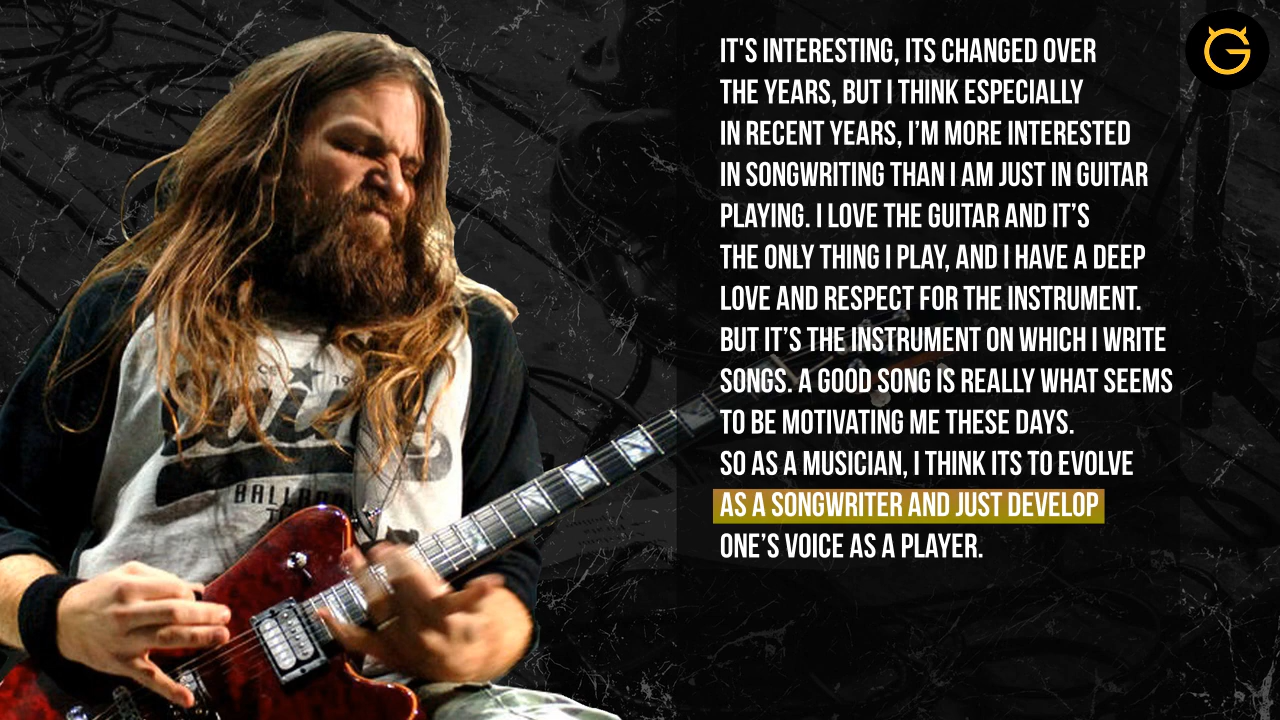 IT'S INTERESTING, ITS CHANGED OVER
THE YEARS, BUT I THINK ESPECIALLY
IN RECENT YEARS, I’M MORE INTERESTED
IN SONGWRITING THAN I AM JUST IN GUITAR
PLAYING. I LOVE THE GUITAR AND IT’S
THE ONLY THING I PLAY, AND I HAVE A DEEP
LOVE AND RESPECT FOR THE INSTRUMENT.
BUT IT’S THE INSTRUMENT ON WHICH I WRITE
SONGS. A GOOD SONG IS REALLY WHAT SEEMS
TO BE MOTIVATING ME THESE DAYS.
SO AS A MUSICIAN, I THINK ITS TO EVOLVE
AS A SONGWRITER AND JUST DEVELOP
ONE’S VOICE AS A PLAYER.
G